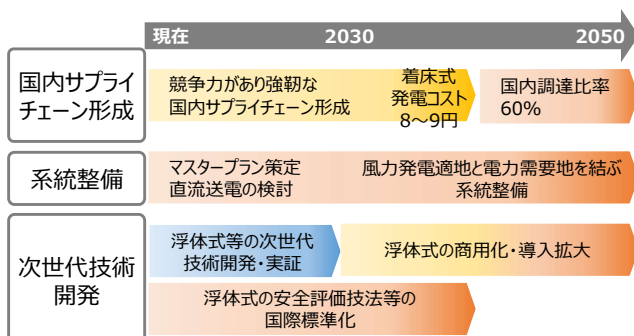 現在 2030 2050
国内サプライ
チェーン形成
競争力があり強靭な
国内サプライチェーン形成
着床式
発電コスト
8～9円
国内調達比率
60%
系統整備
マスタープラン策定
直流送電の検討
風力発電適地と電力需要地を結ぶ
系統整備
次世代技術
開発
浮体式等の次世代
技術開発・実証
浮体式の商用化・導入拡大
浮体式の安全評価技法等の
国際標準化